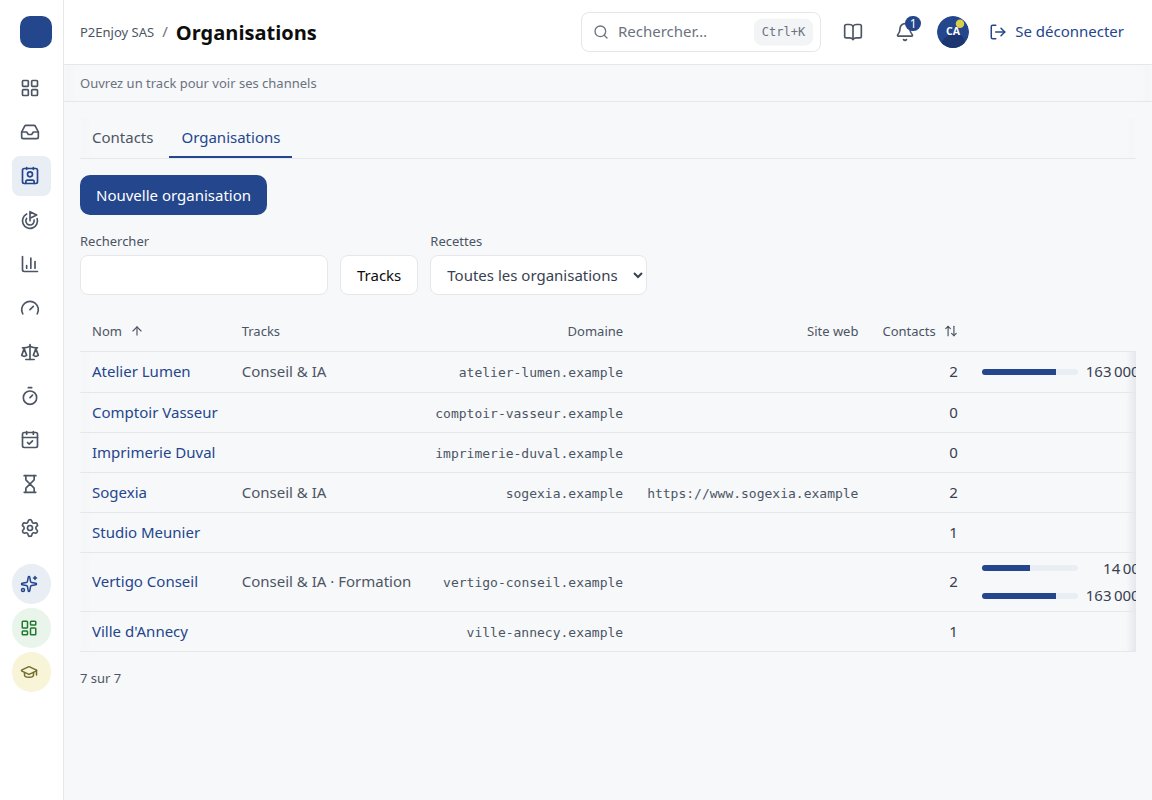 P2Enjoy SAS / Organisations
Rechercher... Ctrl+K
1
CA
Se déconnecter
Ouvrez un track pour voir ses channels
Contacts Organisations
Nouvelle organisation
Rechercher Recettes
Tracks Toutes les organisations
Nom Tracks Domaine Site web Contacts
Atelier Lumen Conseil & IA atelier-lumen.example 2 163 000
Comptoir Vasseur comptoir-vasseur.example 0
Imprimerie Duval imprimerie-duval.example 0
Sogexia Conseil & IA sogexia.example https://www.sogexia.example 2
Studio Meunier 1
14 00
Vertigo Conseil Conseil & IA · Formation vertigo-conseil.example 2
163 000
Ville d'Annecy ville-annecy.example 1
7 sur 7